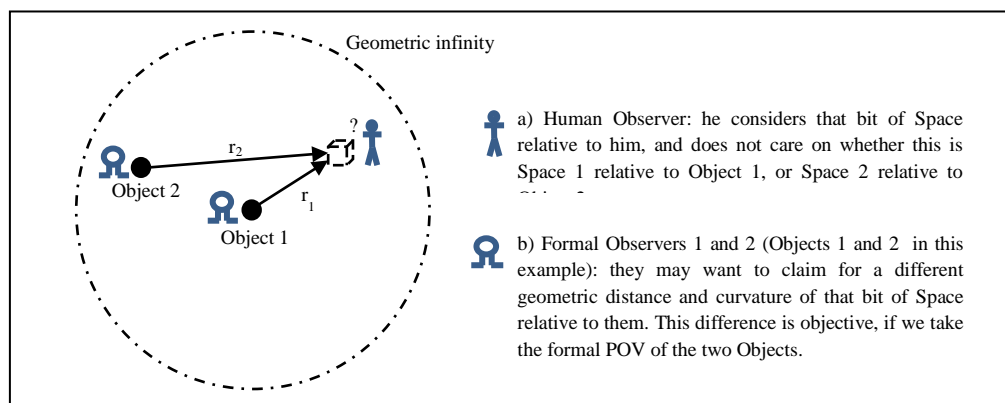 Geometric infinity
?
r2
Object 2
r1
Object 1
a) Human Observer: he considers that bit of Space
relative to him, and does not care on whether this is
Space 1 relative to Object 1, or Space 2 relative to
b) Formal Observers 1 and 2 (Objects 1 and 2 in this
example): they may want to claim for a different
geometric distance and curvature of that bit of Space
relative to them. This difference is objective, if we take
the formal POV of the two Objects.